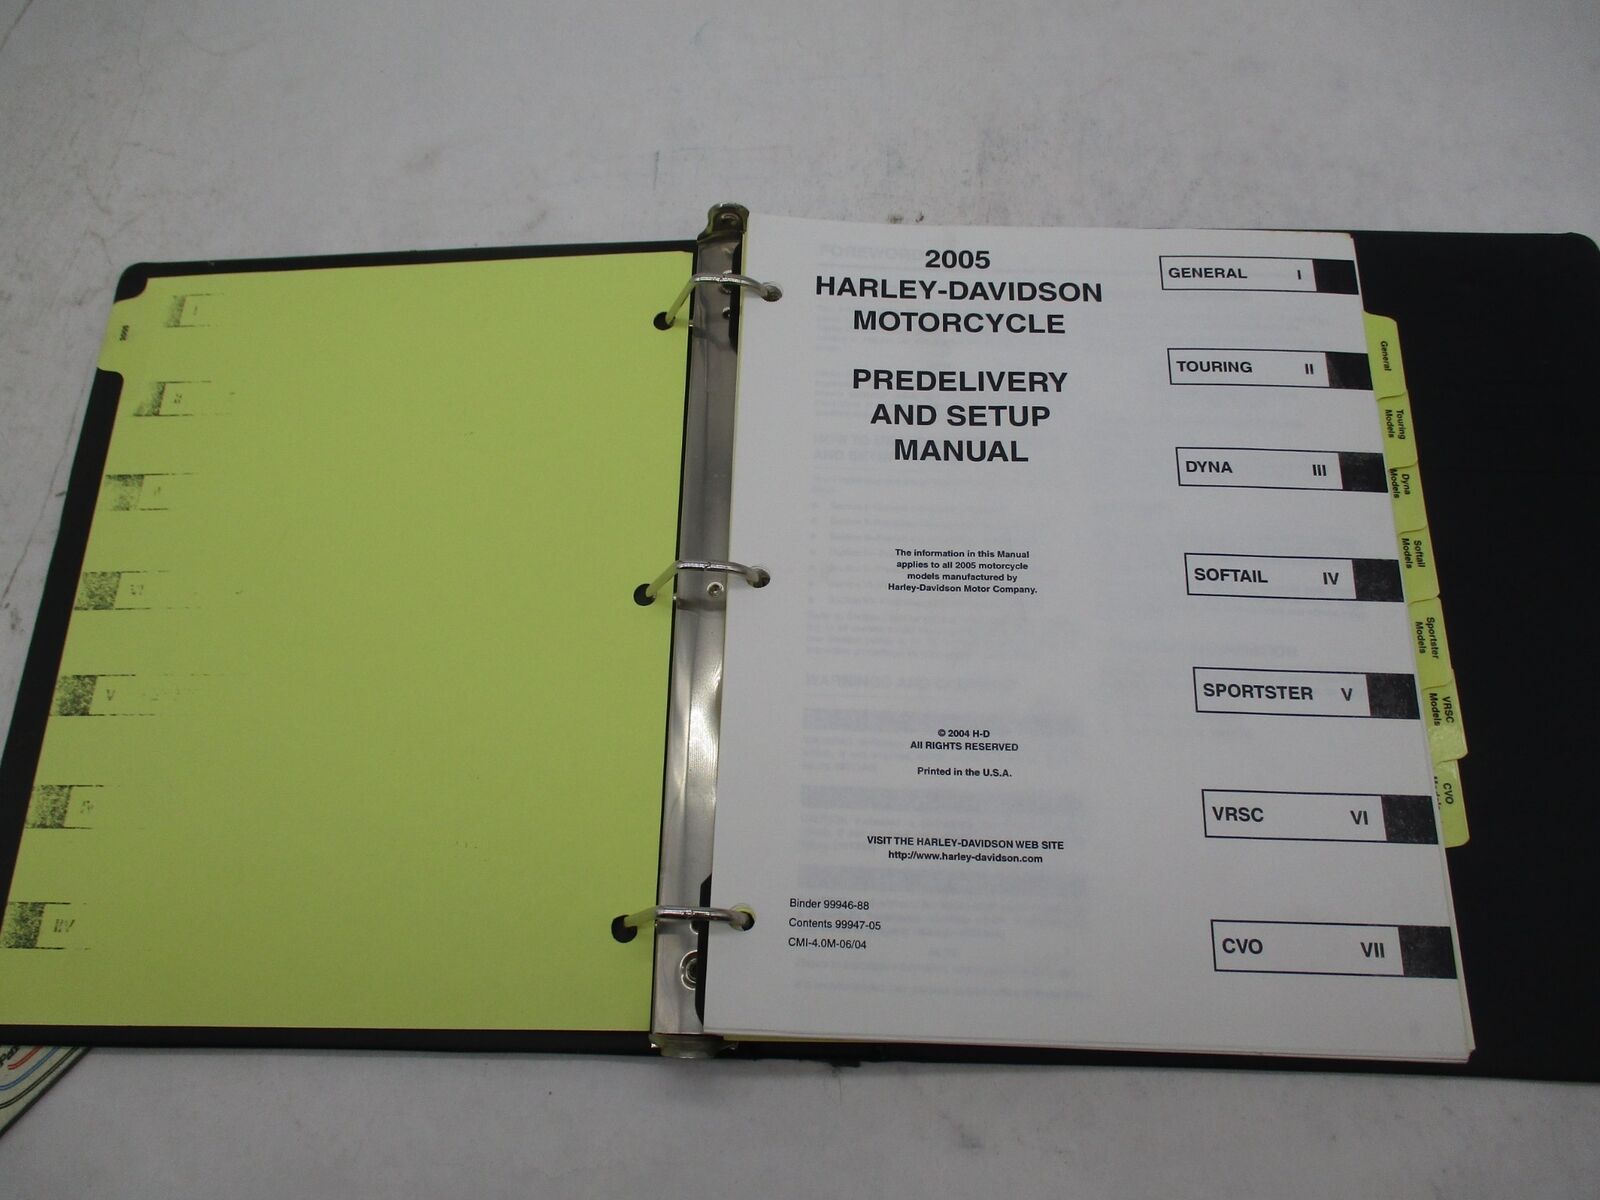 2005
HARLEY-DAVIDSON
MOTORCYCLE
PREDELIVERY
AND SETUP
MANUAL
The information in this Manual
applies to all 2005 motorcycle
models manufactured by
Harley-Davidson Motor Company.
© 2004 H-D
All RIGHTS RESERVED
Printed in the U.S.A.
VISIT THE HARLEY-DAVIDSON WEB SITE
http://www.harley-davidson.com
Binder 99946-88
Contents 99947-05
CMI-4.0M-06/04
GENERAL I
TOURING II
DYNA III
SOFTAIL IV
SPORTSTER V
VRSC VI
CVO VII
General
Touring
Models
Dyna
Models
Softail
Models
Sportster
Models
VRSC
Models
CVO
Models
V